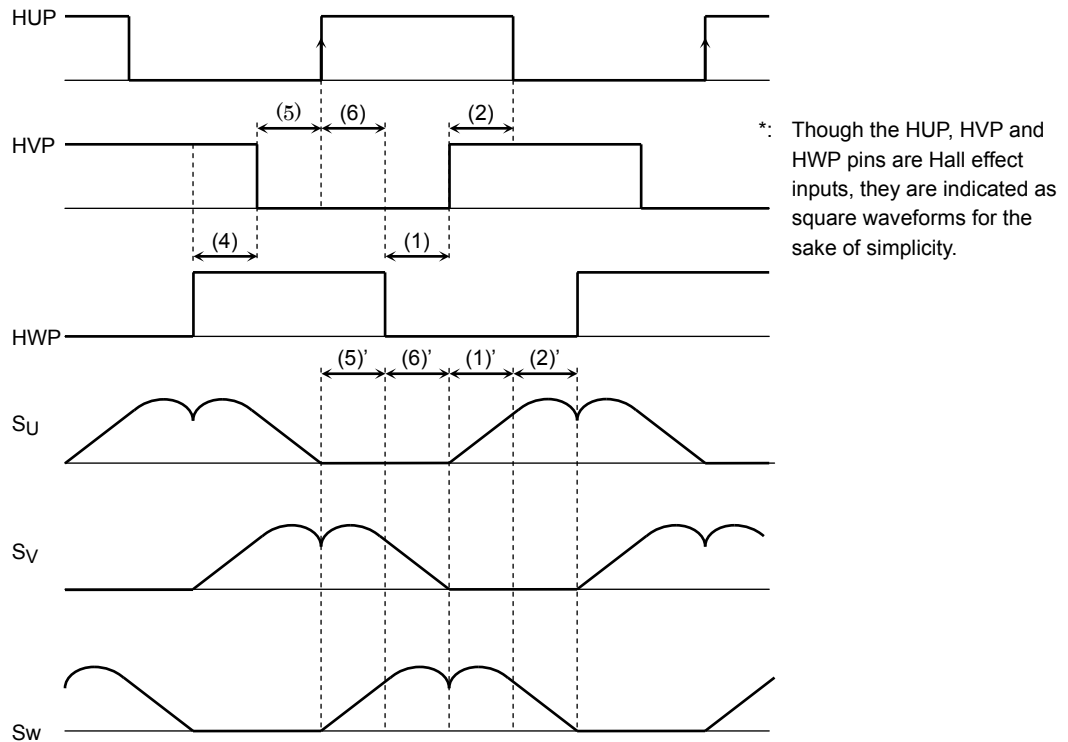 HUP
(5) (6) (2)
HVP
*: Though the HUP, HVP and
HWP pins are Hall effect
inputs, they are indicated as
square waveforms for the
sake of simplicity.
(4) (1)
HWP
(5)’ (6)’ (1)’ (2)’
SU
SV
Sw